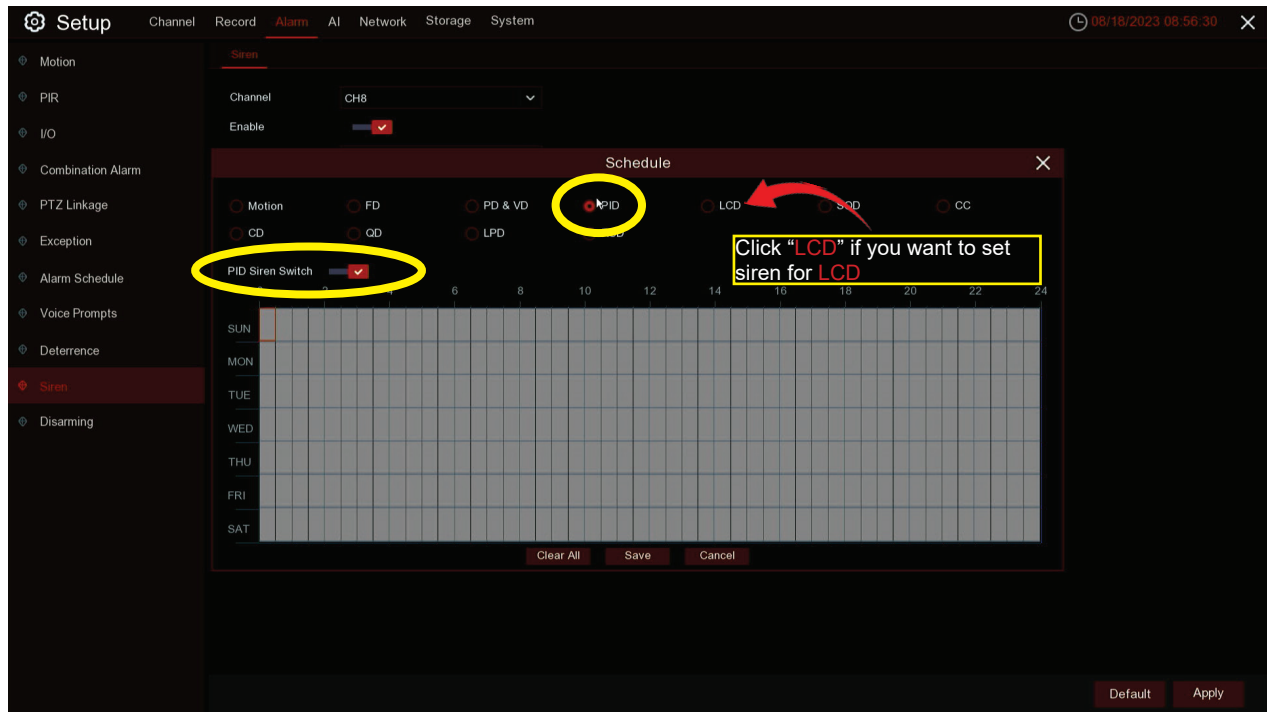 Setup Channel Record Alarm AI Network Storage System 08/18/2023 08:56:30
Motion
PIR
I/O
Combination Alarm
PTZ Linkage
Exception
Alarm Schedule
Voice Prompts
Deterrence
Siren
Disarming
Siren
Channel CH8
Enable
Schedule
Motion FD PD & VD PID LCD SOD CC
CD QD LPD
Click “LCD” if you want to set
siren for LCD
PID Siren Switch
2 4 6 8 10 12 14 16 18 20 22 24
SUN
MON
TUE
WED
THU
FRI
SAT
Clear All Save Cancel
Default Apply